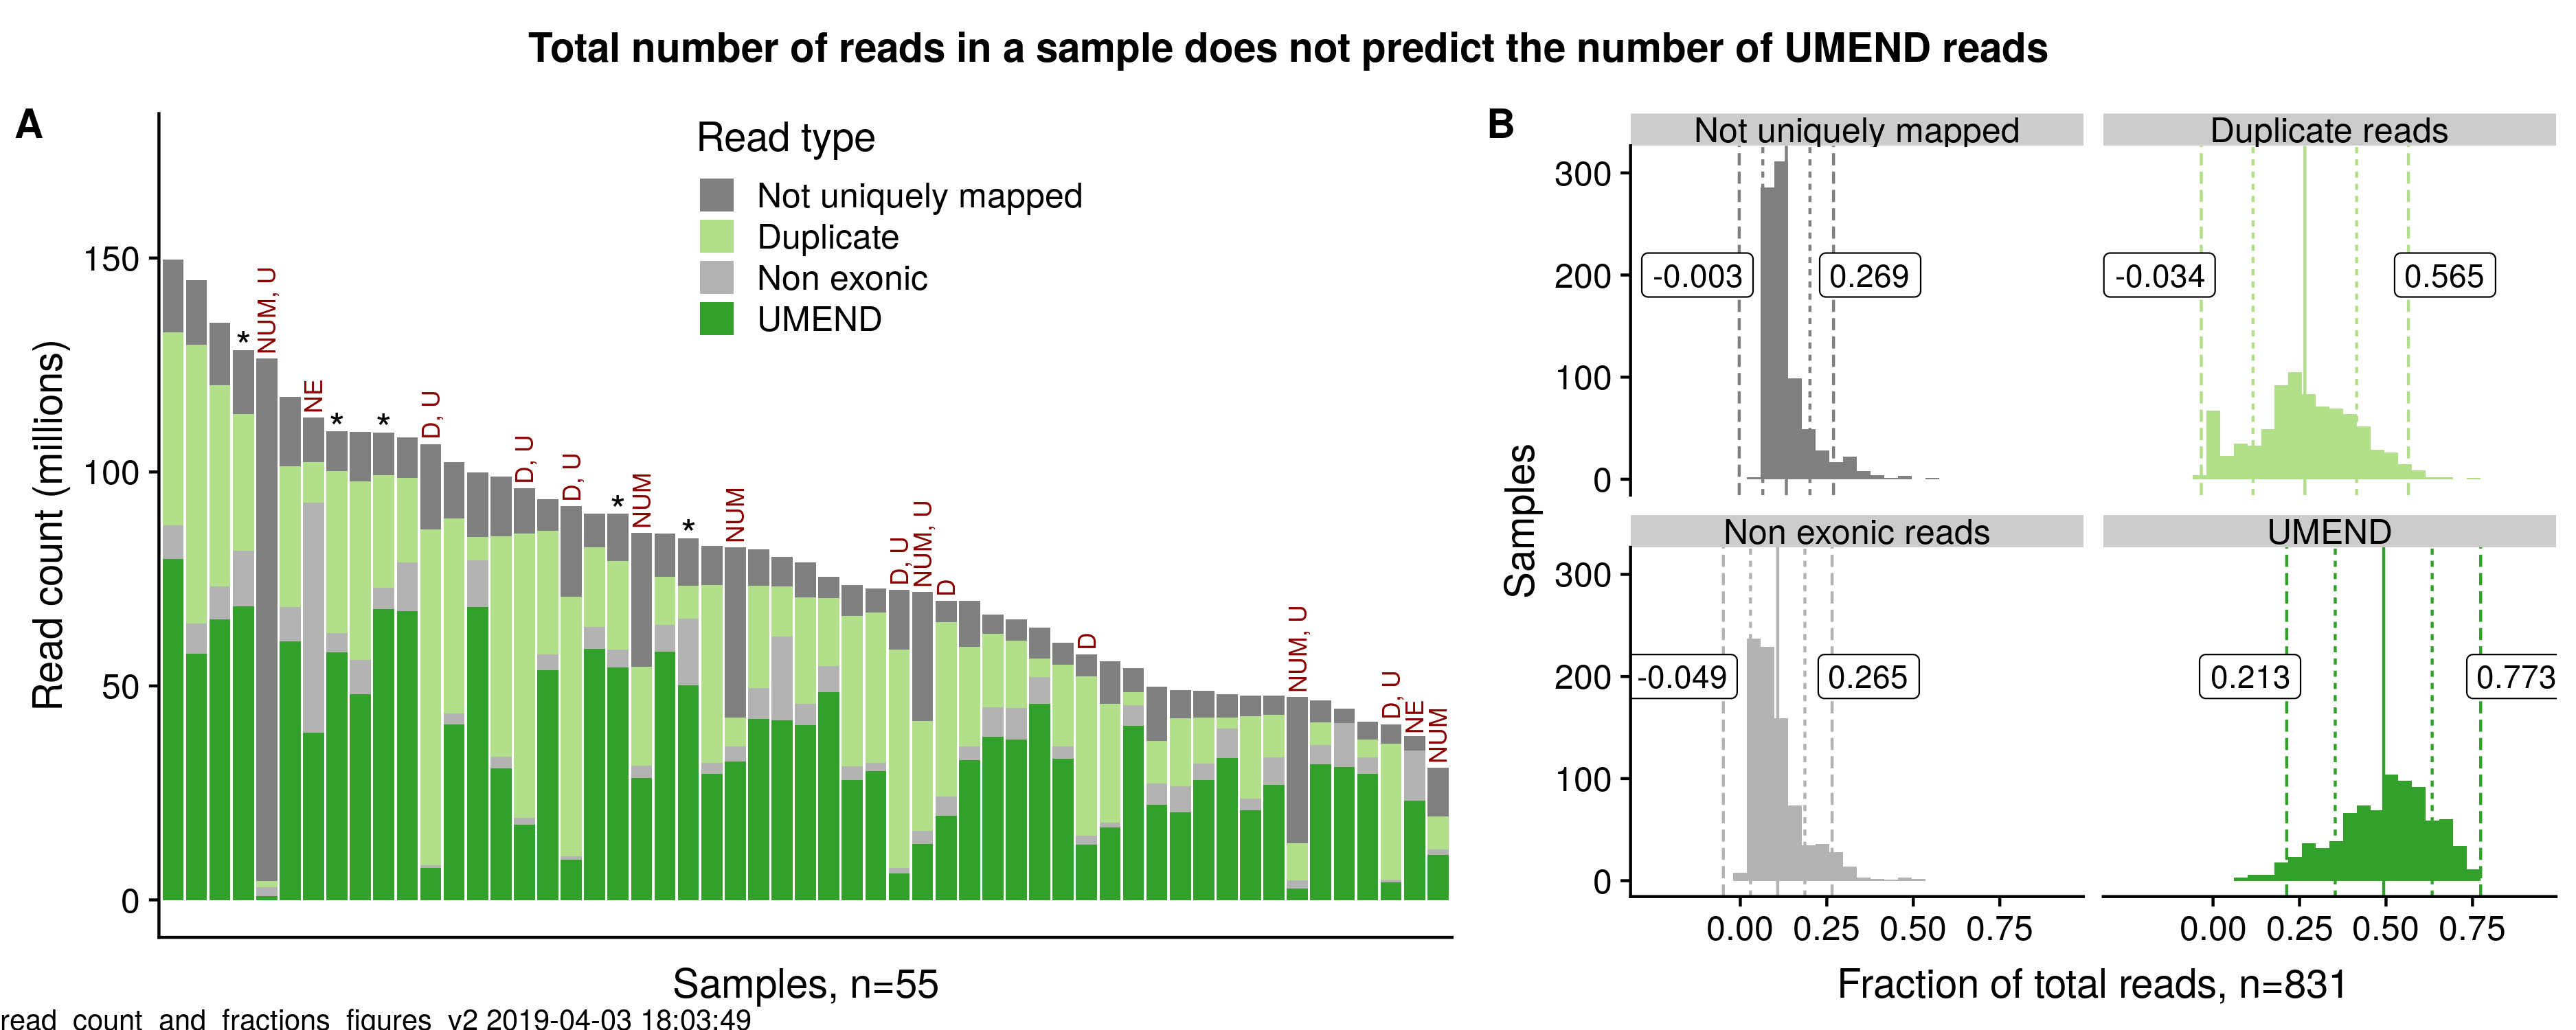 Total number of reads in a sample does not predict the number of UMEND reads
A
Read type
Not uniquely mapped
Duplicate
Non exonic
UMEND
Read count (millions)
150
100
50
0
*
NUM, U
NE
*
*
D, U
D, U
D, U
*
NUM
*
NUM
D, U
NUM, U
D
D
NUM, U
D, U
NE
NUM
Samples, n=55
read_count_and_fractions_figures_v2 2019-04-03 18:03:49
B
Samples
Not uniquely mapped
300
200
100
0
-0.003
0.269
Duplicate reads
-0.034
0.565
Non exonic reads
300
200
100
0
-0.049
0.265
UMEND
0.213
0.773
0.00 0.25 0.50 0.75
0.00 0.25 0.50 0.75
Fraction of total reads, n=831